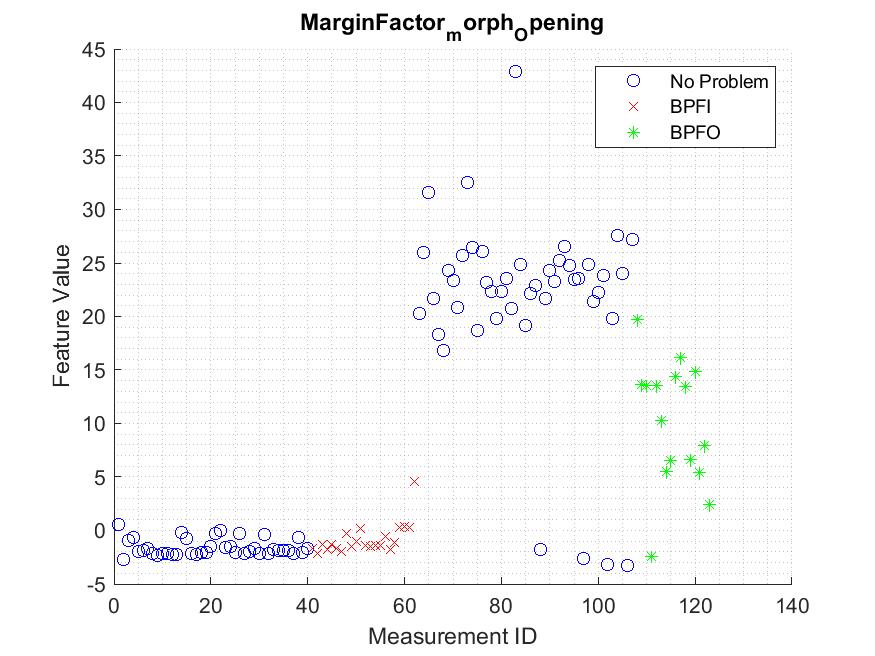 MarginFactor_morph_Opening
No Problem
BPFI
BPFO
Feature Value
45
40
35
30
25
20
15
10
5
0
-5
0 20 40 60 80 100 120 140
Measurement ID